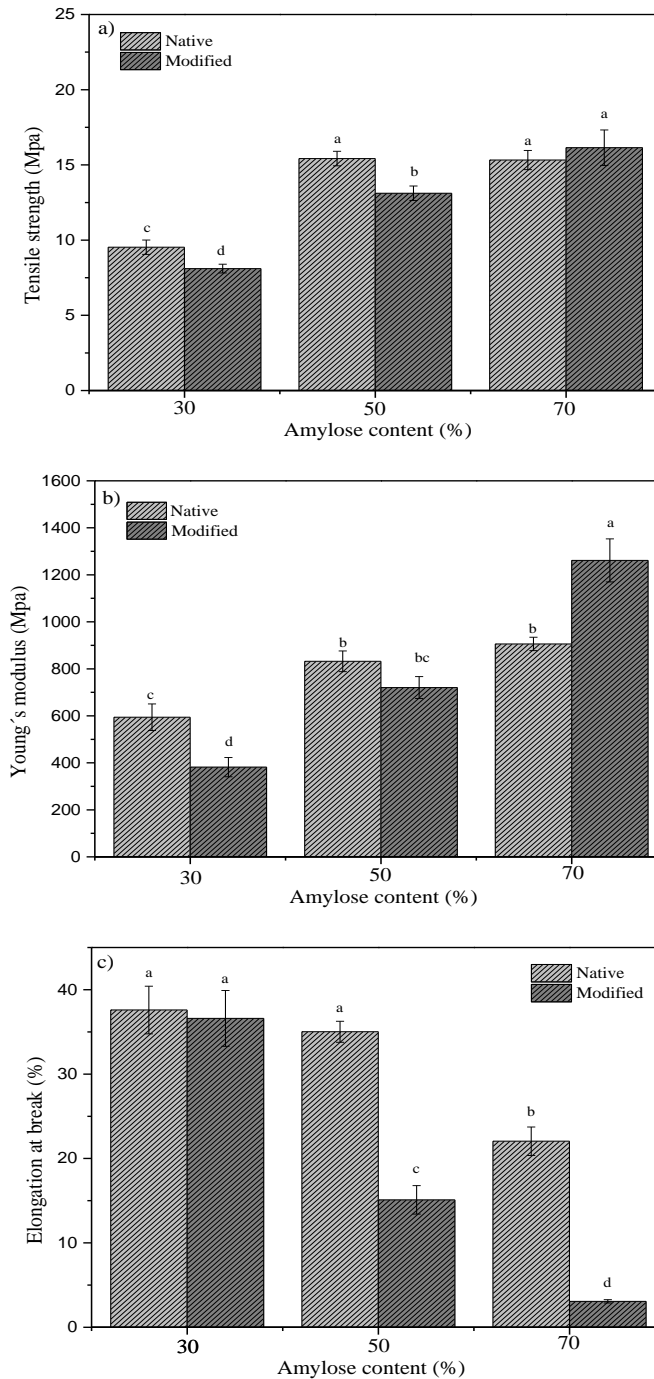 a)
Native
Modified
Tensile strength (Mpa)
25
20
15
10
5
0
c
d
a
b
a
a
30
50
70
Amylose content (%)
b)
Native
Modified
Young´s modulus (Mpa)
1600
1400
1200
1000
800
600
400
200
0
c
d
b
bc
b
a
30
50
70
Amylose content (%)
c)
Native
Modified
Elongation at break (%)
40
30
20
10
0
a
a
a
c
b
d
30
50
70
Amylose content (%)